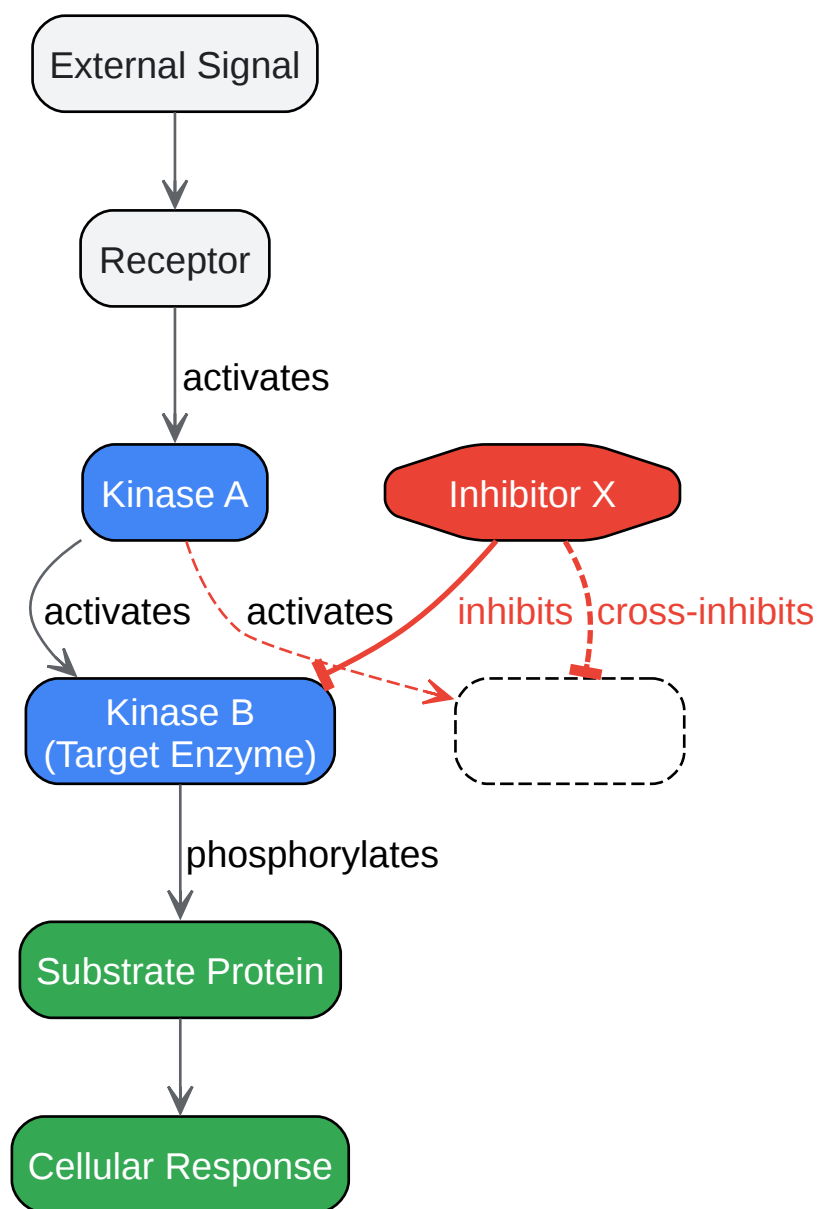 External Signal
Receptor
activates
Kinase A
Inhibitor X
activates
activates
inhibits
cross-inhibits
Kinase B
(Target Enzyme)
phosphorylates
Substrate Protein
Cellular Response